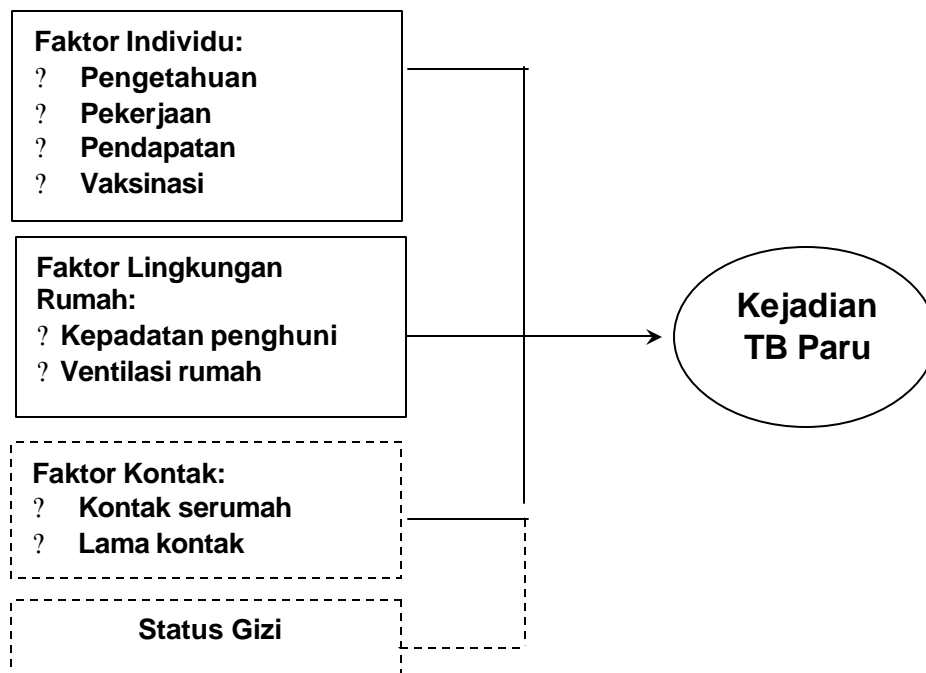 Faktor Individu:
? Pengetahuan
? Pekerjaan
? Pendapatan
? Vaksinasi
Faktor Lingkungan
Rumah:
? Kepadatan penghuni
? Ventilasi rumah
Kejadian
TB Paru
Faktor Kontak:
? Kontak serumah
? Lama kontak
Status Gizi